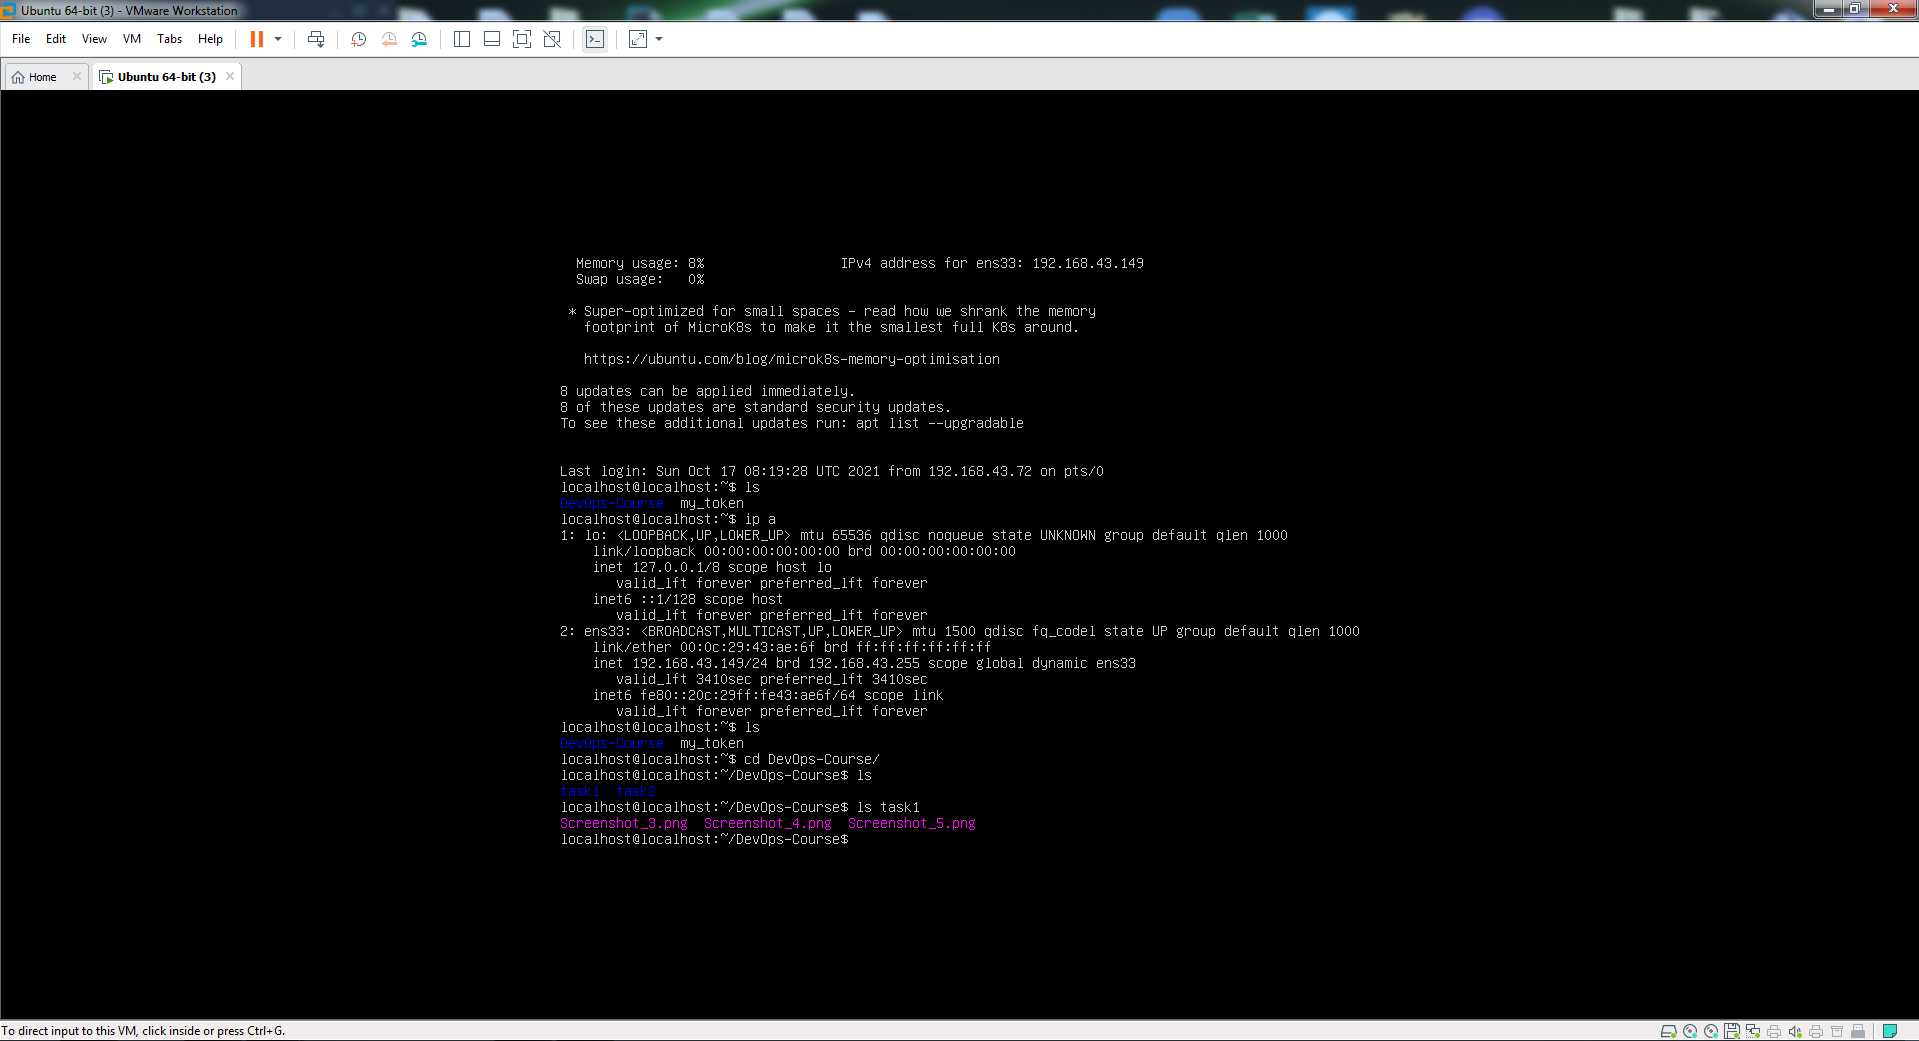 Ubuntu 64-bit (3) - VMware Workstation
File Edit View VM Tabs Help
Home Ubuntu 64-bit (3)
Memory usage: 8% IPv4 address for ens33: 192.168.43.149
Swap usage: 0%
* Super-optimized for small spaces - read how we shrank the memory
footprint of MicroK8s to make it the smallest full K8s around.
https://ubuntu.com/blog/microk8s-memory-optimisation
8 updates can be applied immediately.
8 of these updates are standard security updates.
To see these additional updates run: apt list --upgradable
Last login: Sun Oct 17 08:19:28 UTC 2021 from 192.168.43.72 on pts/0
localhost@localhost:~$ ls
DevOps-Course my_token
localhost@localhost:~$ ip a
1: lo: <LOOPBACK,UP,LOWER_UP> mtu 65536 qdisc noqueue state UNKNOWN group default qlen 1000
link/loopback 00:00:00:00:00:00 brd 00:00:00:00:00:00
inet 127.0.0.1/8 scope host lo
valid_lft forever preferred_lft forever
inet6 ::1/128 scope host
valid_lft forever preferred_lft forever
2: ens33: <BROADCAST,MULTICAST,UP,LOWER_UP> mtu 1500 qdisc fq_codel state UP group default qlen 1000
link/ether 00:0c:29:43:ae:6f brd ff:ff:ff:ff:ff:ff
inet 192.168.43.149/24 brd 192.168.43.255 scope global dynamic ens33
valid_lft 3410sec preferred_lft 3410sec
inet6 fe80::20c:29ff:fe43:ae6f/64 scope link
valid_lft forever preferred_lft forever
localhost@localhost:~$ ls
DevOps-Course my_token
localhost@localhost:~$ cd DevOps-Course/
localhost@localhost:~/DevOps-Course$ ls
task1 task2
localhost@localhost:~/DevOps-Course$ ls task1
Screenshot_3.png Screenshot_4.png Screenshot_5.png
localhost@localhost:~/DevOps-Course$
To direct input to this VM, click inside or press Ctrl+G.